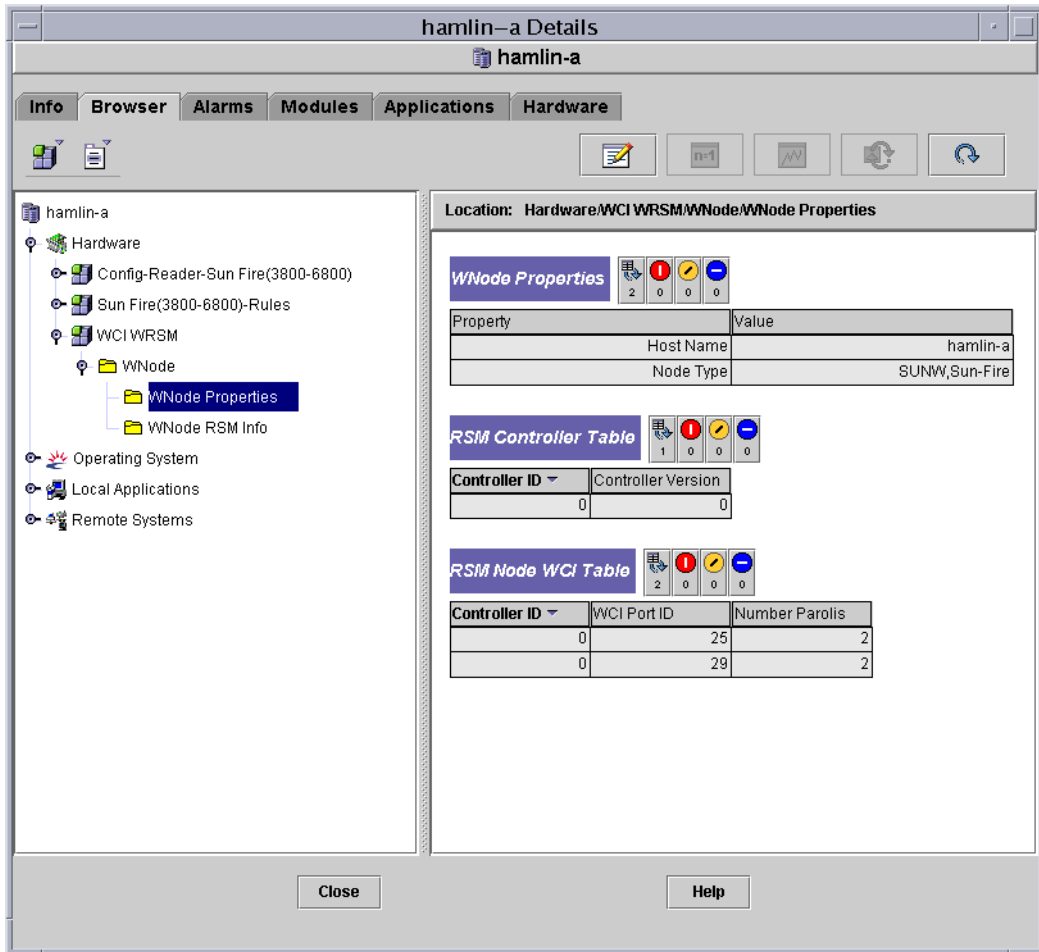 hamlin–a Details
hamlin-a
Info Browser Alarms Modules Applications Hardware
n=1
hamlin-a
Hardware
Config-Reader-Sun Fire(3800-6800)
Sun Fire(3800-6800)-Rules
WCI WRSM
WNode
WNode Properties
WNode RSM Info
Operating System
Local Applications
Remote Systems
Location: Hardware/WCI WRSM/WNode/WNode Properties
WNode Properties
2 0 0 0
Property Value
Host Name hamlin-a
Node Type SUNW,Sun-Fire
RSM Controller Table
1 0 0 0
Controller ID Controller Version
0 0
RSM Node WCI Table
2 0 0 0
Controller ID WCI Port ID Number Parolis
0 25 2
0 29 2
Close Help